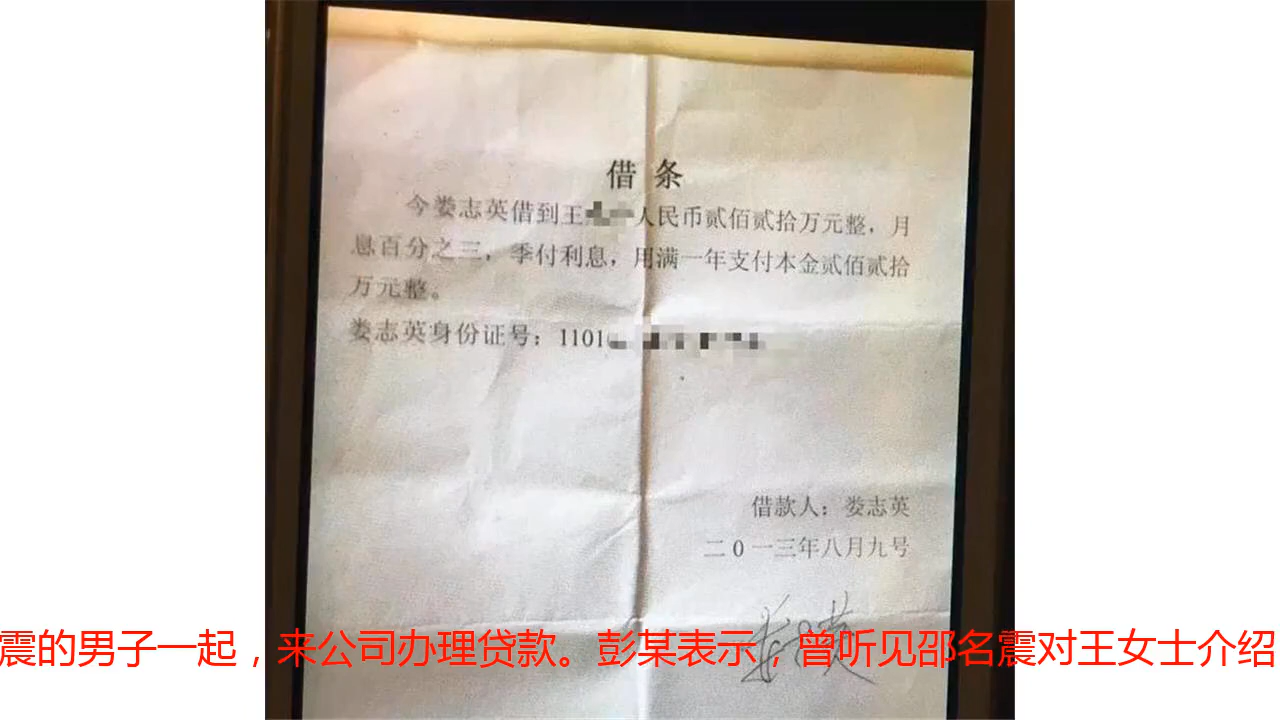 借条
今娄志英借到王 人民币贰佰贰拾万元整，月
息百分之三，季付利息，用满一年支付本金贰佰贰拾
万元整。
娄志英身份证号：1101
借款人：娄志英
二0一三年八月九号
震的男子一起，来公司办理贷款。彭某表示，曾听见邵名震对王女士介绍